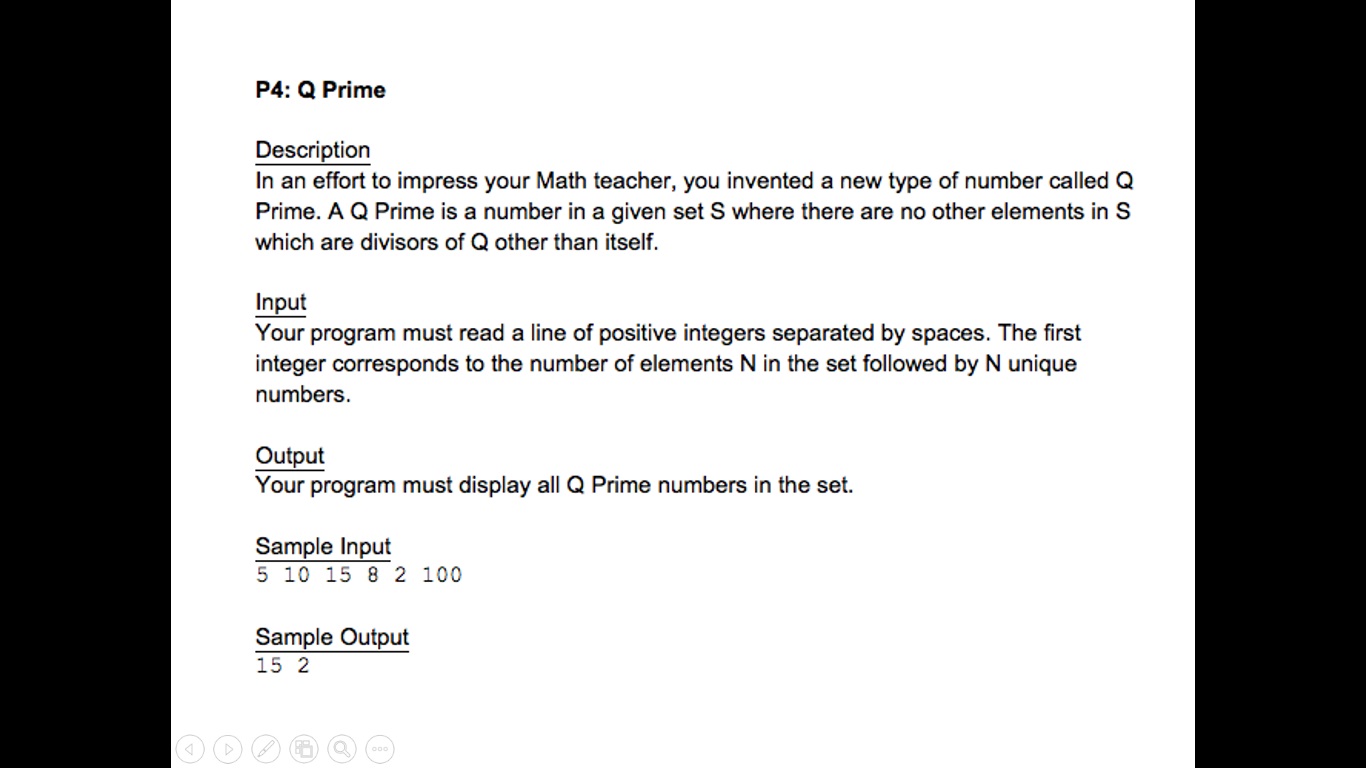 P4: Q Prime
Description
In an effort to impress your Math teacher, you invented a new type of number called Q
Prime. A Q Prime is a number in a given set S where there are no other elements in S
which are divisors of Q other than itself.
Input
Your program must read a line of positive integers separated by spaces. The first
integer corresponds to the number of elements N in the set followed by N unique
numbers.
Output
Your program must display all Q Prime numbers in the set.
Sample Input
5 10 15 8 2 100
Sample Output
15 2